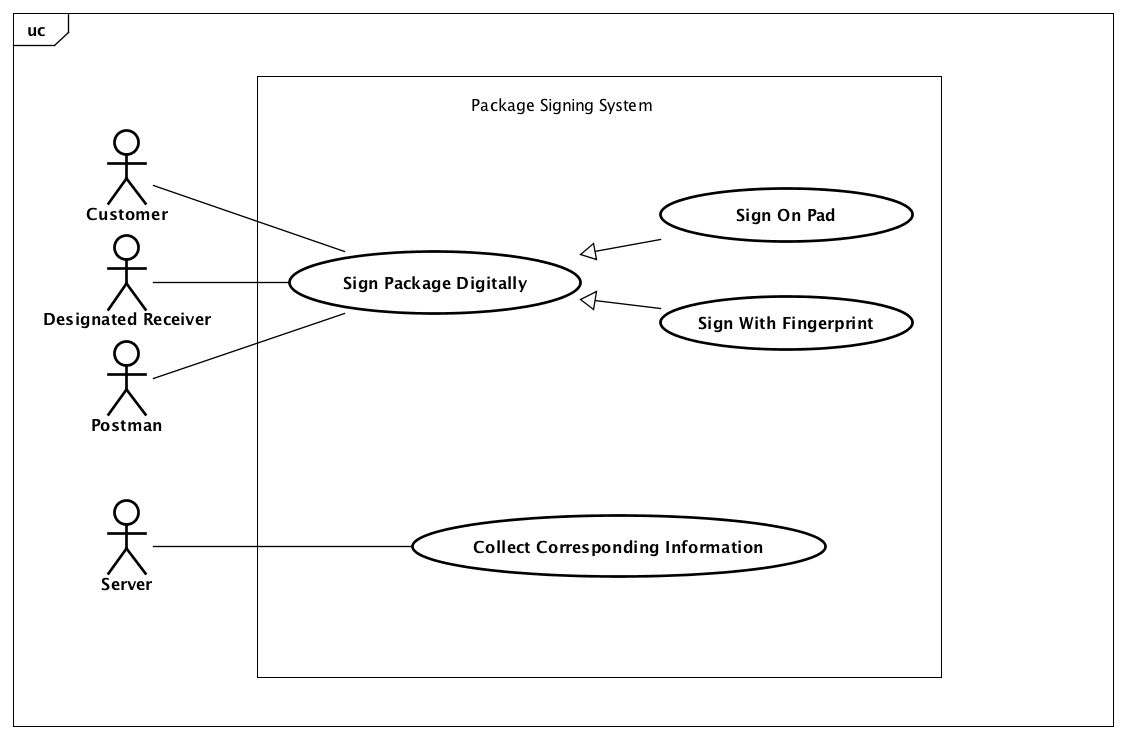 uc
Package Signing System
Customer
Sign On Pad
Sign Package Digitally
Designated Receiver
Sign With Fingerprint
Postman
Collect Corresponding Information
Server